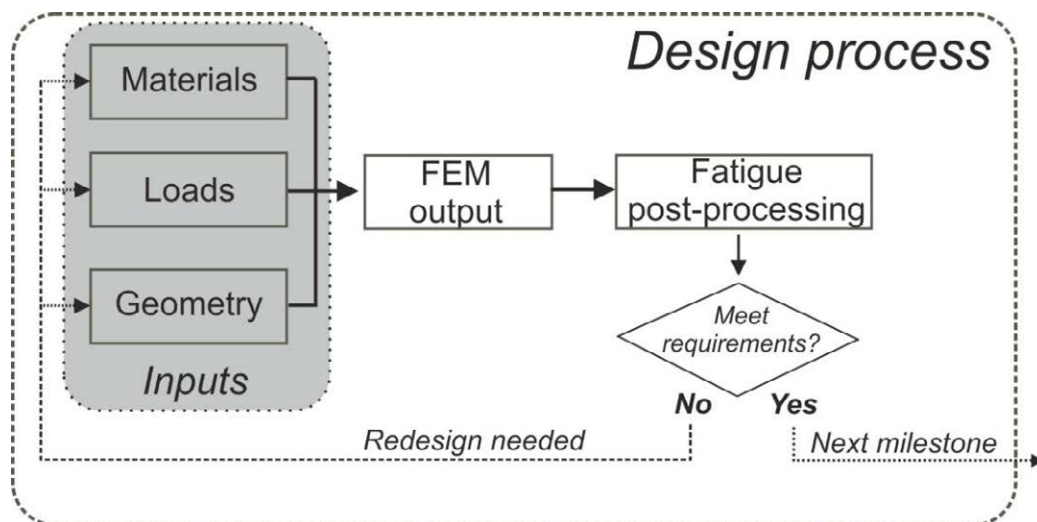 Design process
Materials
Loads
Geometry
Inputs
FEM
output
Fatigue
post-processing
Meet
requirements?
No
Yes
Redesign needed
Next milestone